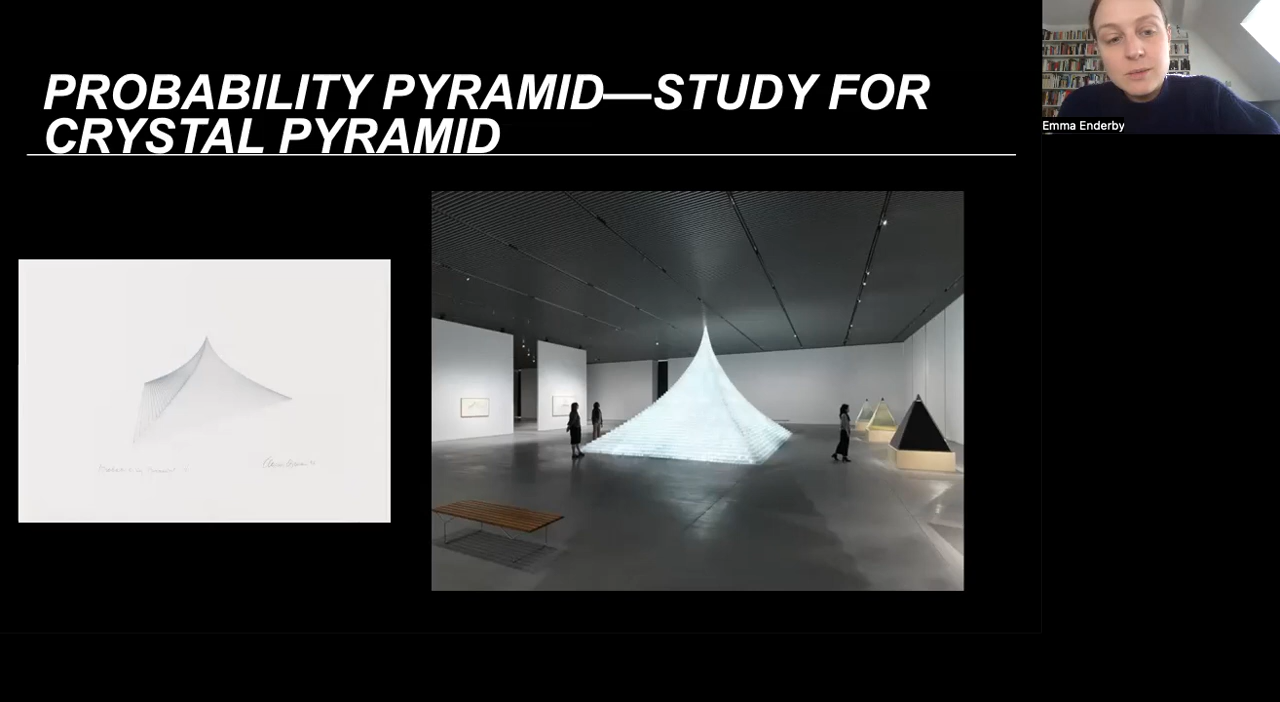 PROBABILITY PYRAMID—STUDY FOR
CRYSTAL PYRAMID
Emma Enderby